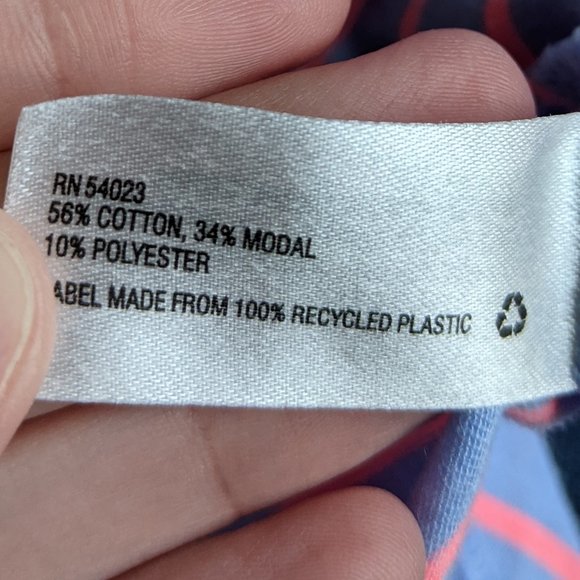 RN 54023
56% COTTON, 34% MODAL
10% POLYESTER
ABEL MADE FROM 100% RECYCLED PLASTIC